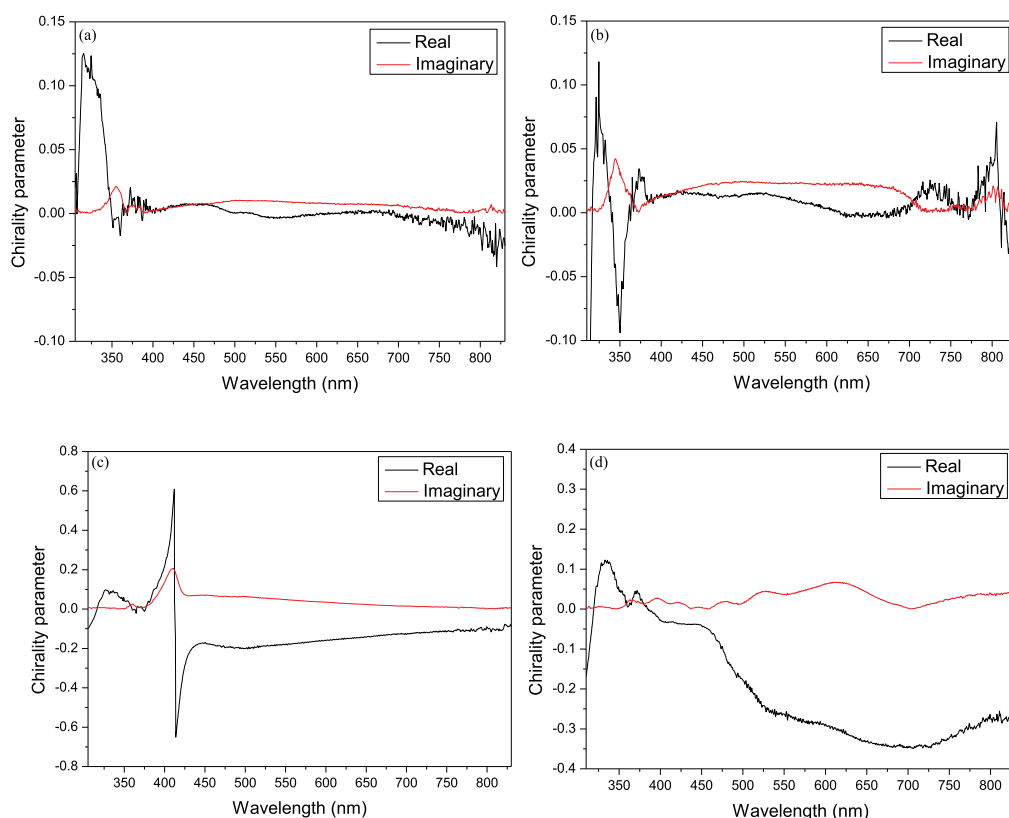 (a)
Real
Imaginary
0.15
0.10
0.05
0.00
-0.05
-0.10
Chirality parameter
350 400 450 500 550 600 650 700 750 800
Wavelength (nm)
(b)
Real
Imaginary
0.15
0.10
0.05
0.00
-0.05
-0.10
Chirality parameter
350 400 450 500 550 600 650 700 750 800
Wavelength (nm)
(c)
Real
Imaginary
0.8
0.6
0.4
0.2
0.0
-0.2
-0.4
-0.6
-0.8
Chirality parameter
350 400 450 500 550 600 650 700 750 800
Wavelength (nm)
(d)
Real
Imaginary
0.4
0.3
0.2
0.1
0.0
-0.1
-0.2
-0.3
-0.4
Chirality parameter
350 400 450 500 550 600 650 700 750 800
Wavelength (nm)